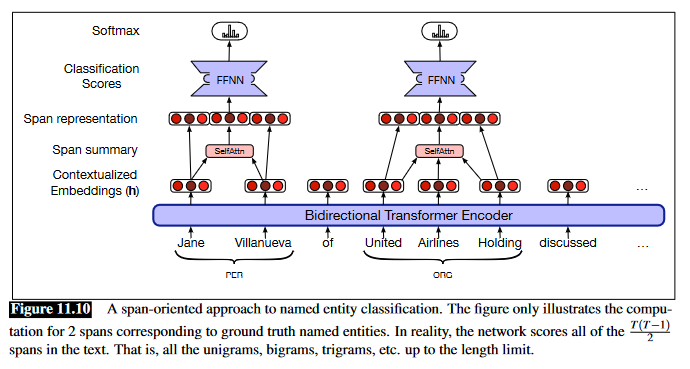 Softmax
Classification
Scores
FFNN FFNN
Span representation
Span summary
SelfAttn SelfAttn
Contextualized
Embeddings (h)
...
Bidirectional Transformer Encoder
Jane Villanueva of United Airlines Holding discussed ...
PER ORG
Figure 11.10 A span-oriented approach to named entity classification. The figure only illustrates the compu-
tation for 2 spans corresponding to ground truth named entities. In reality, the network scores all of the T(T−1)/2
spans in the text. That is, all the unigrams, bigrams, trigrams, etc. up to the length limit.